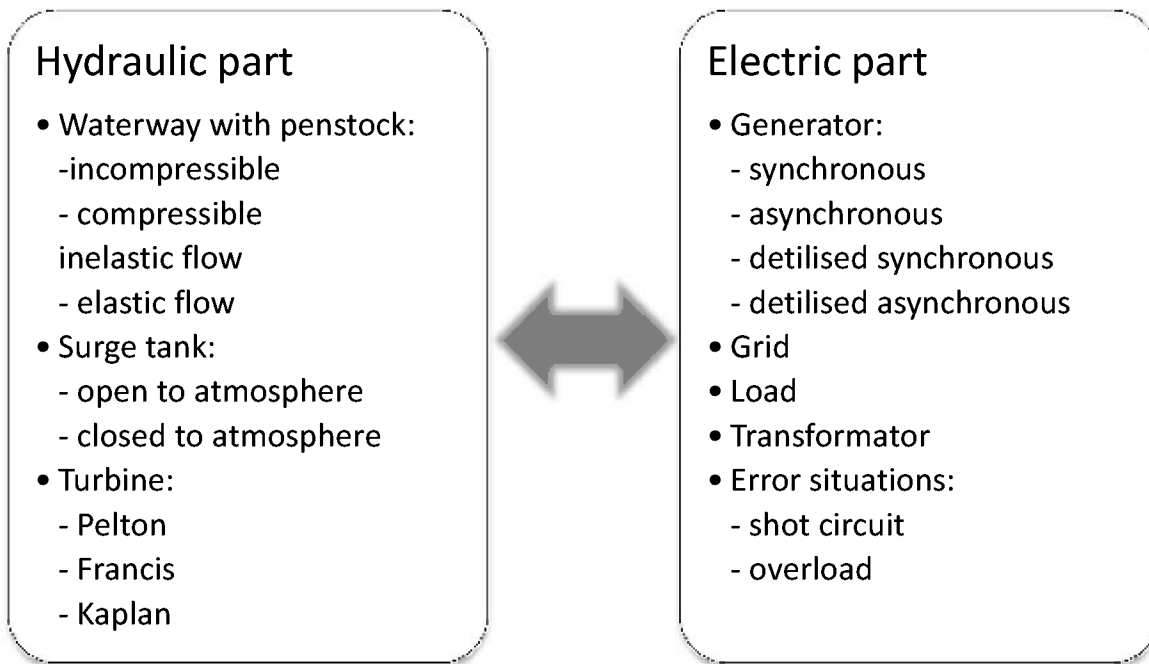 Hydraulic part
• Waterway with penstock:
-incompressible
- compressible
inelastic flow
- elastic flow
• Surge tank:
- open to atmosphere
- closed to atmosphere
• Turbine:
- Pelton
- Francis
- Kaplan
Electric part
• Generator:
- synchronous
- asynchronous
- detilised synchronous
- detilised asynchronous
• Grid
• Load
• Transformator
• Error situations:
- shot circuit
- overload